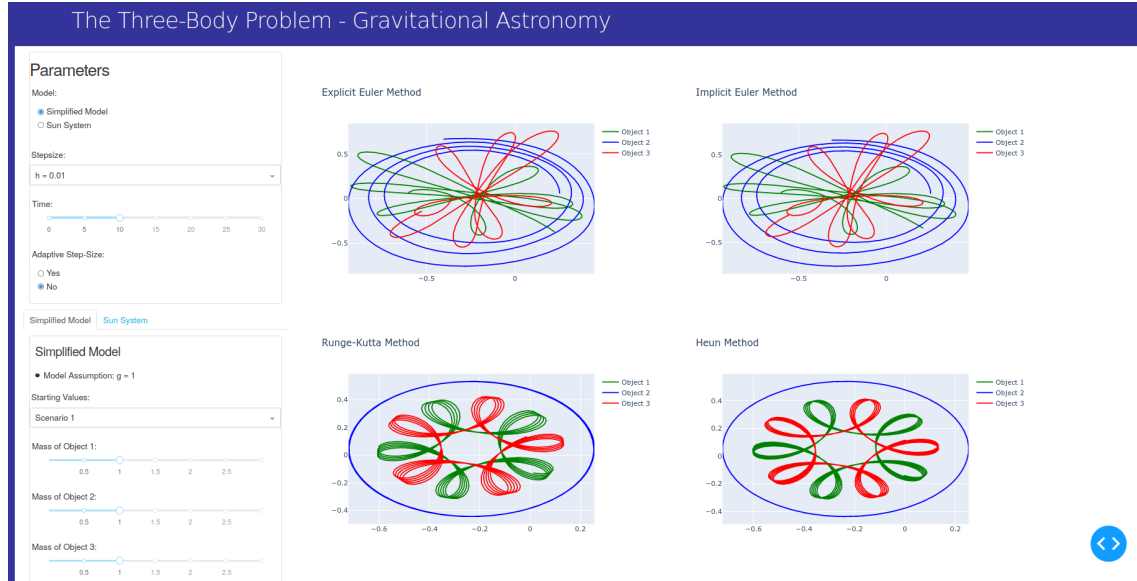 The Three-Body Problem - Gravitational Astronomy
Parameters
Model:
Simplified Model
Sun System
Stepsize:
h = 0.01
Time:
0 5 10 15 20 25 30
Adaptive Step-Size:
Yes
No
Simplified Model Sun System
Simplified Model
Model Assumption: g = 1
Starting Values:
Scenario 1
Mass of Object 1:
0.5 1 1.5 2 2.5
Mass of Object 2:
0.5 1 1.5 2 2.5
Mass of Object 3:
0.5 1 1.5 2 2.5
Explicit Euler Method
Object 1
Object 2
Object 3
0.5
0
−0.5
−0.5 0
Implicit Euler Method
Object 1
Object 2
Object 3
0.5
0
−0.5
−0.5 0
Runge-Kutta Method
Object 1
Object 2
Object 3
0.4
0.2
0
−0.2
−0.4
−0.6 −0.4 −0.2 0 0.2
Heun Method
Object 1
Object 2
Object 3
0.4
0.2
0
−0.2
−0.4
−0.6 −0.4 −0.2 0 0.2